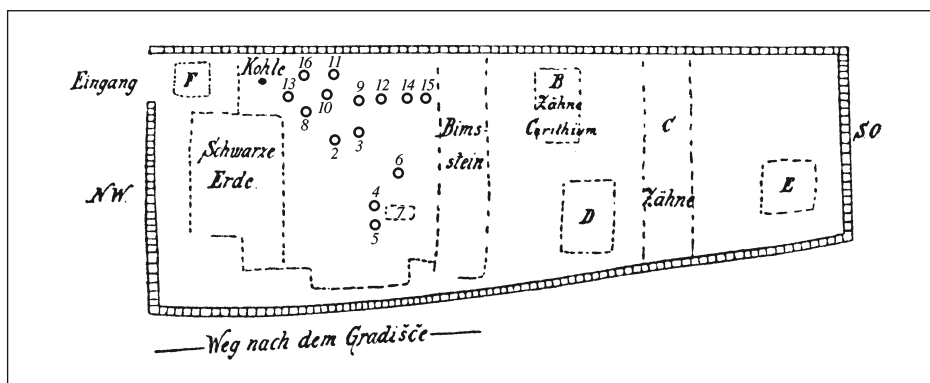 Eingang
F
Kohle
16
11
13
10
8
9
12
14
15
2
3
6
4
7
5
Schwarze
Erde.
Bims-
stein
B
Zähne
Cerithium
C
Zähne
D
E
NW.
SO
Weg nach dem Gradišče